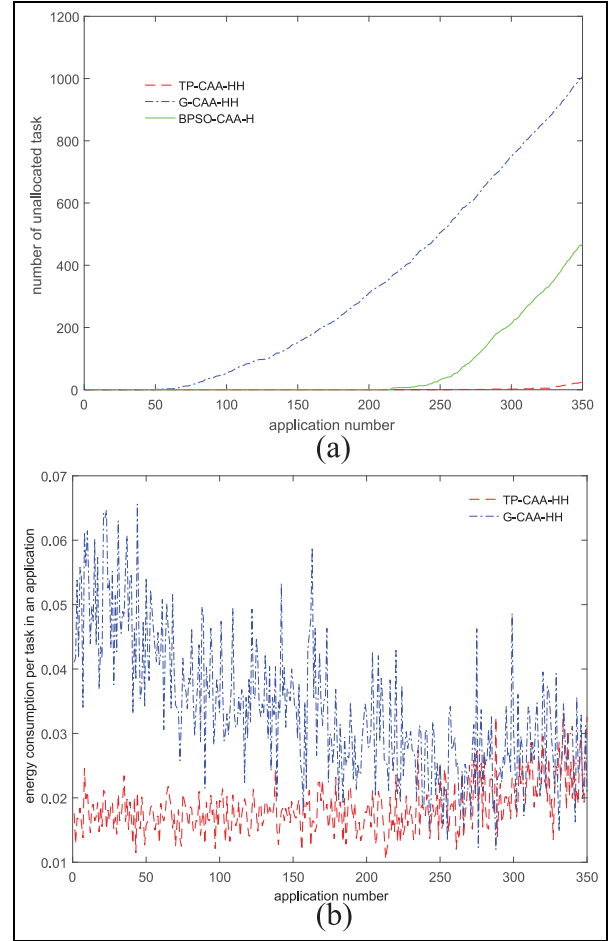 1200
1000
800
600
400
200
0
number of unallocated task
TP-CAA-HH
G-CAA-HH
BPSO-CAA-H
0 50 100 150 200 250 300 350
application number
(a)
0.07
0.06
0.05
0.04
0.03
0.02
0.01
energy consumption per task in an application
TP-CAA-HH
G-CAA-HH
0 50 100 150 200 250 300 350
application number
(b)